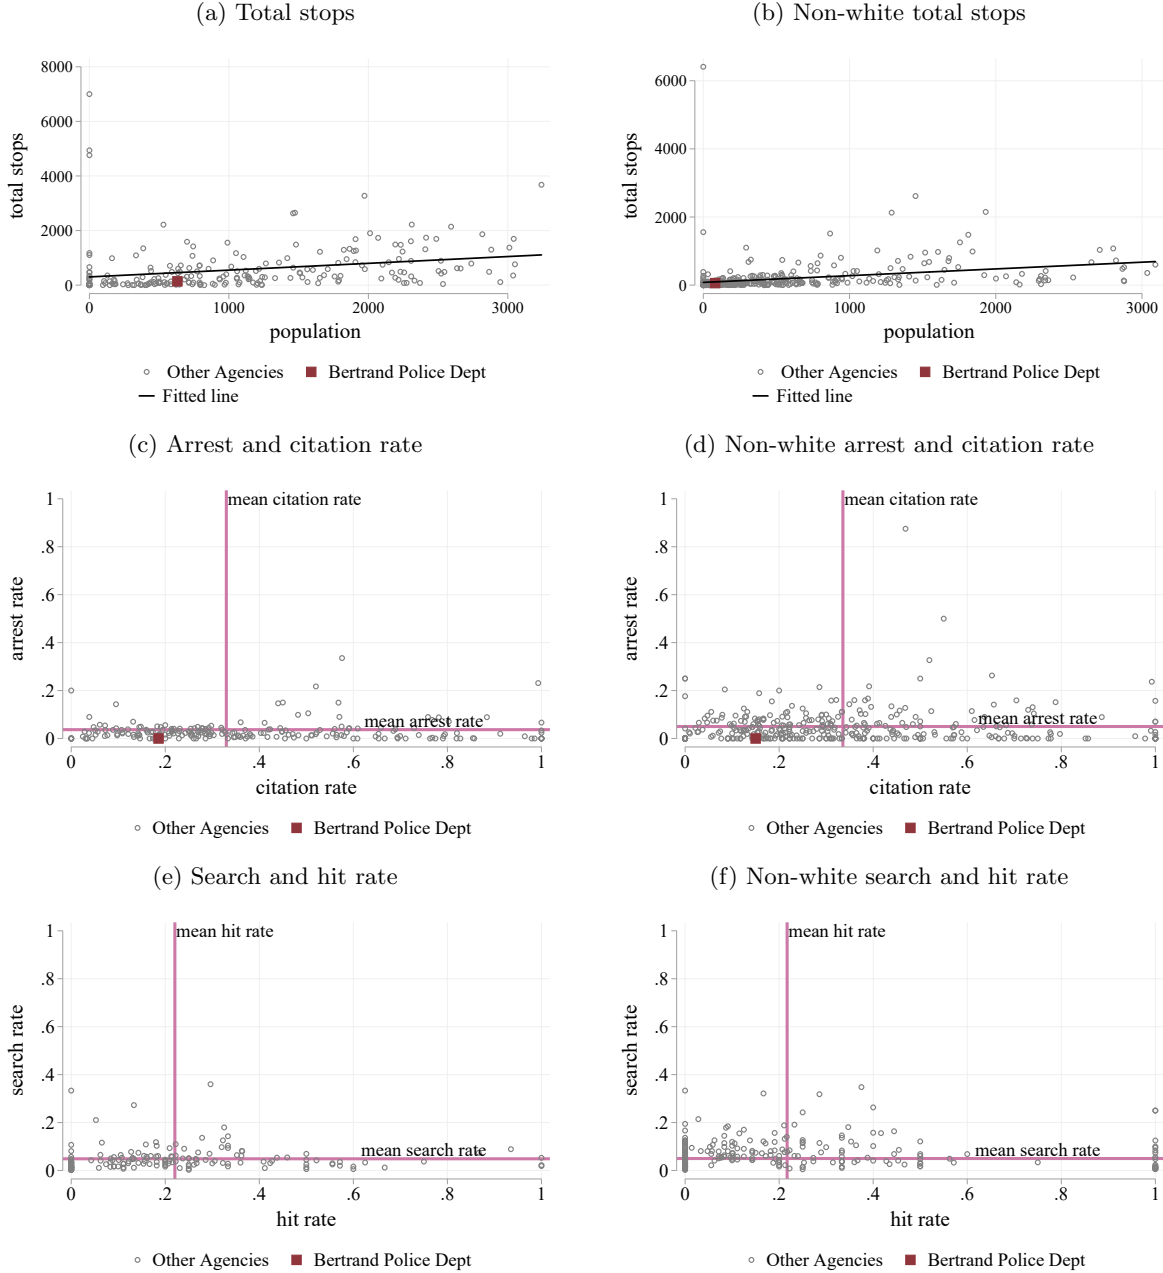 (a) Total stops
(b) Non-white total stops
total stops
8000
6000
4000
2000
0
0 1000 2000 3000
population
Other Agencies Bertrand Police Dept
Fitted line
total stops
6000
4000
2000
0
0 1000 2000 3000
population
Other Agencies Bertrand Police Dept
Fitted line
(c) Arrest and citation rate
(d) Non-white arrest and citation rate
arrest rate
1
.8
.6
.4
.2
0
mean citation rate
mean arrest rate
0 .2 .4 .6 .8 1
citation rate
Other Agencies Bertrand Police Dept
arrest rate
1
.8
.6
.4
.2
0
mean citation rate
mean arrest rate
0 .2 .4 .6 .8 1
citation rate
Other Agencies Bertrand Police Dept
(e) Search and hit rate
(f) Non-white search and hit rate
search rate
1
.8
.6
.4
.2
0
mean hit rate
mean search rate
0 .2 .4 .6 .8 1
hit rate
Other Agencies Bertrand Police Dept
search rate
1
.8
.6
.4
.2
0
mean hit rate
mean search rate
0 .2 .4 .6 .8 1
hit rate
Other Agencies Bertrand Police Dept